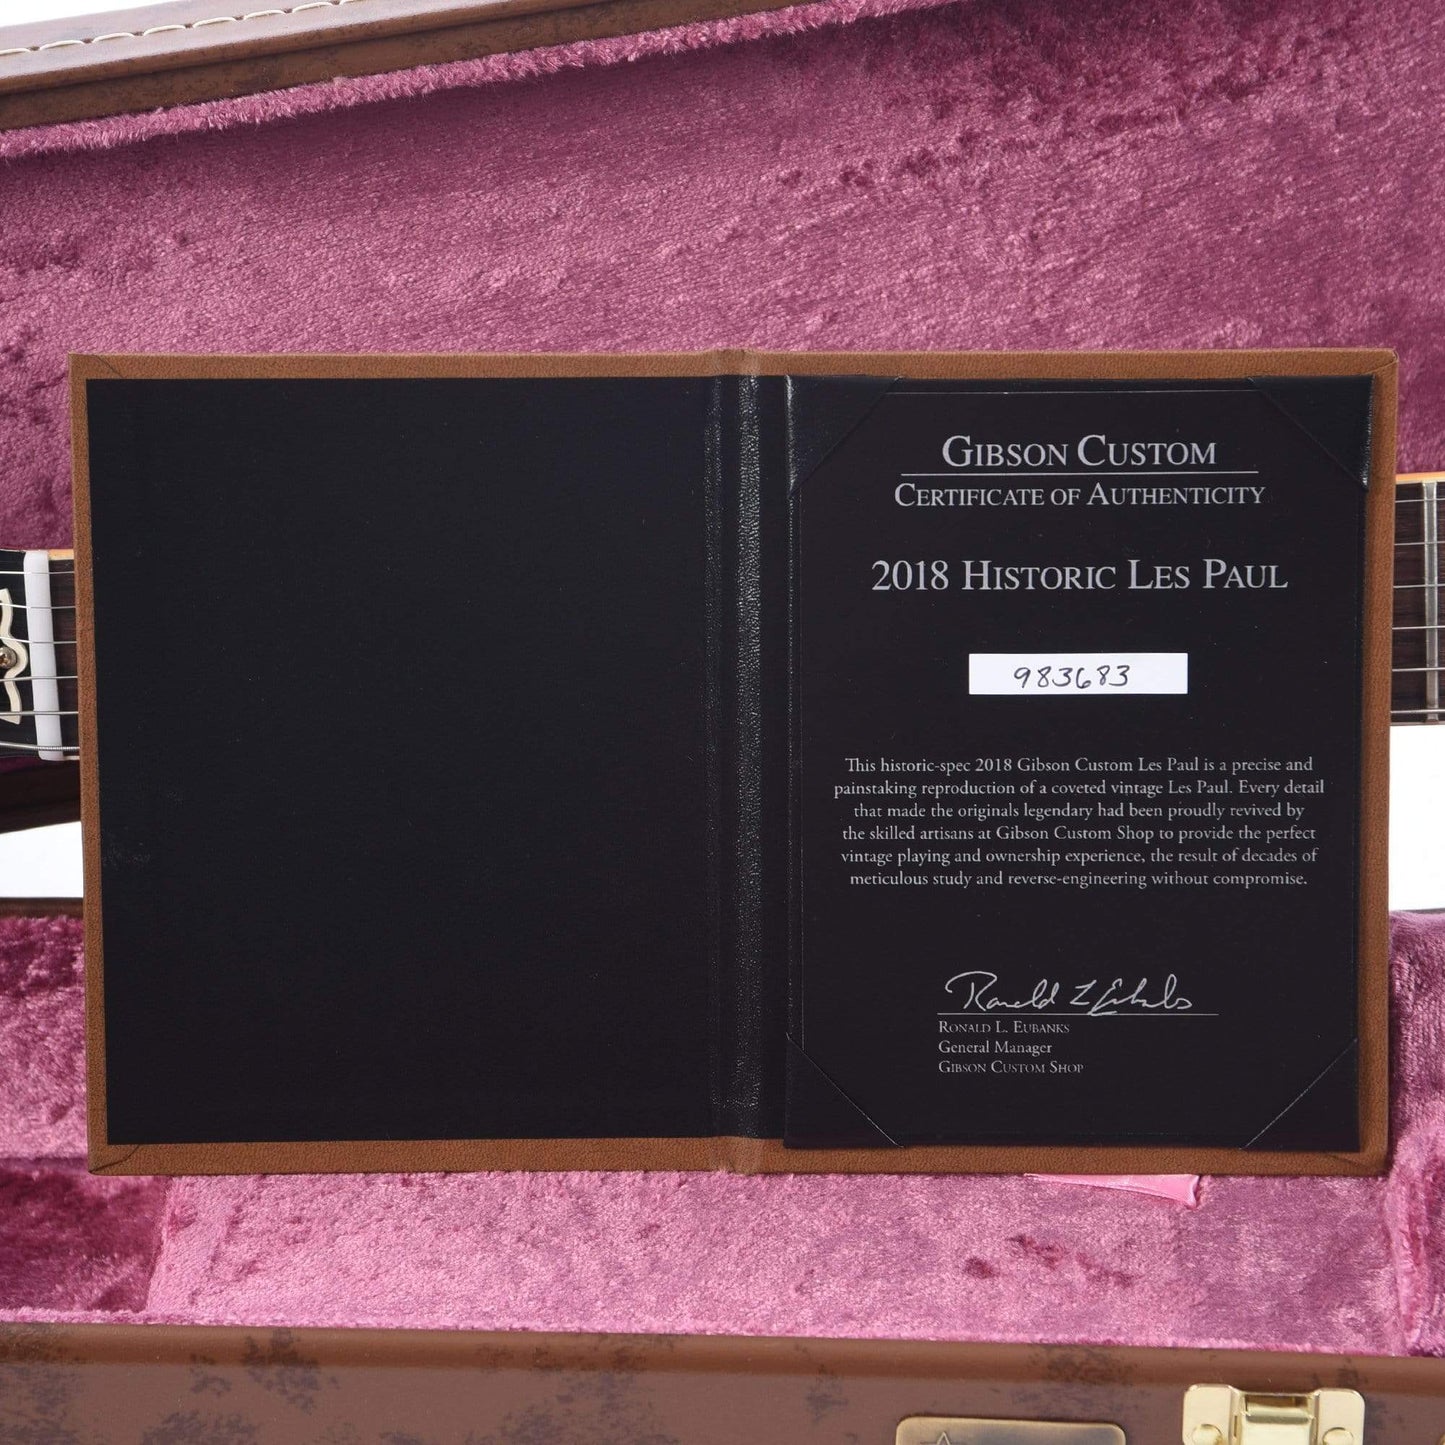 GIBSON CUSTOM
CERTIFICATE OF AUTHENTICITY
2018 HISTORIC LES PAUL
983683
This historic-spec 2018 Gibson Custom Les Paul is a precise and
painstaking reproduction of a coveted vintage Les Paul. Every detail
that made the originals legendary had been proudly revived by
the skilled artisans at Gibson Custom Shop to provide the perfect
vintage playing and ownership experience, the result of decades of
meticulous study and reverse-engineering without compromise.
Ronald L Eubanks
RONALD L. EUBANKS
General Manager
GIBSON CUSTOM SHOP